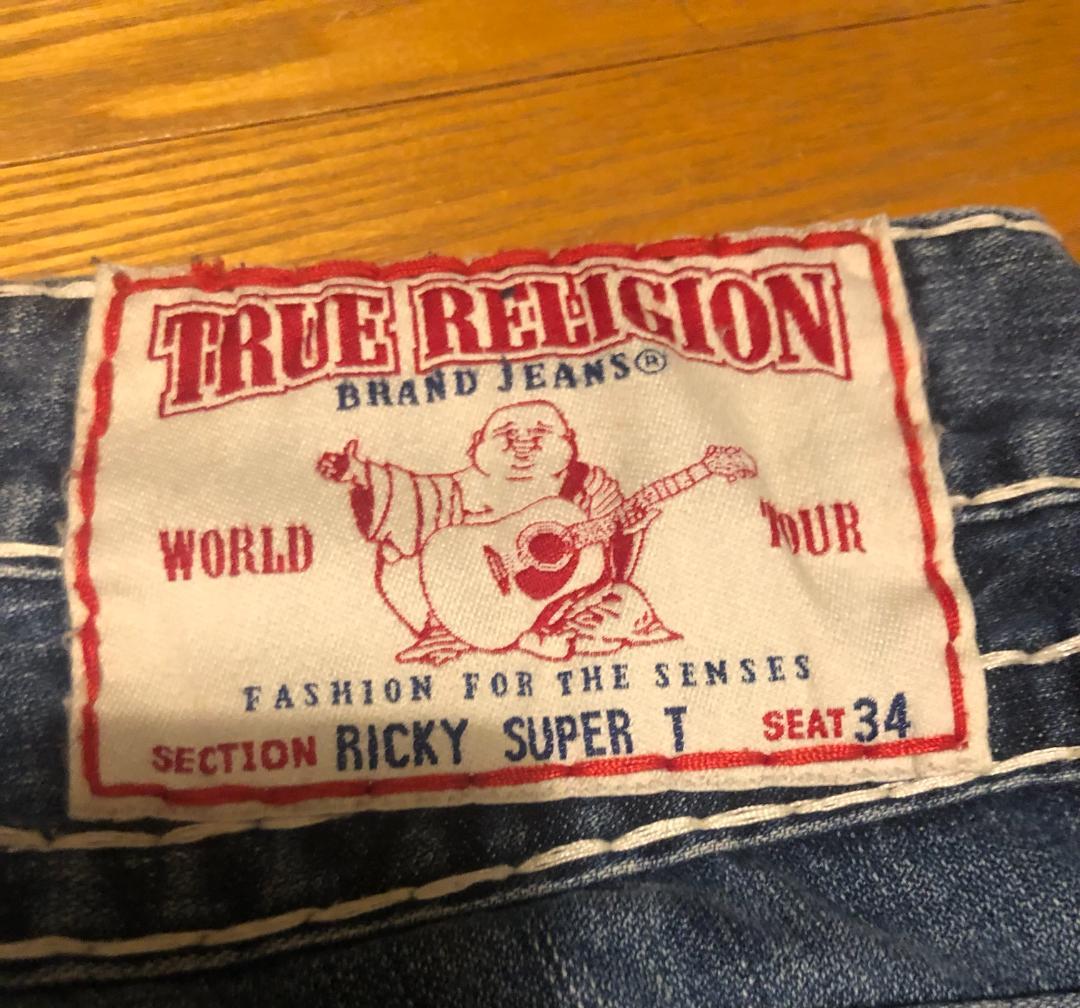 TRUE RELIGION
BRAND JEANS®
WORLD TOUR
FASHION FOR THE SENSES
SECTION RICKY SUPER T SEAT 34